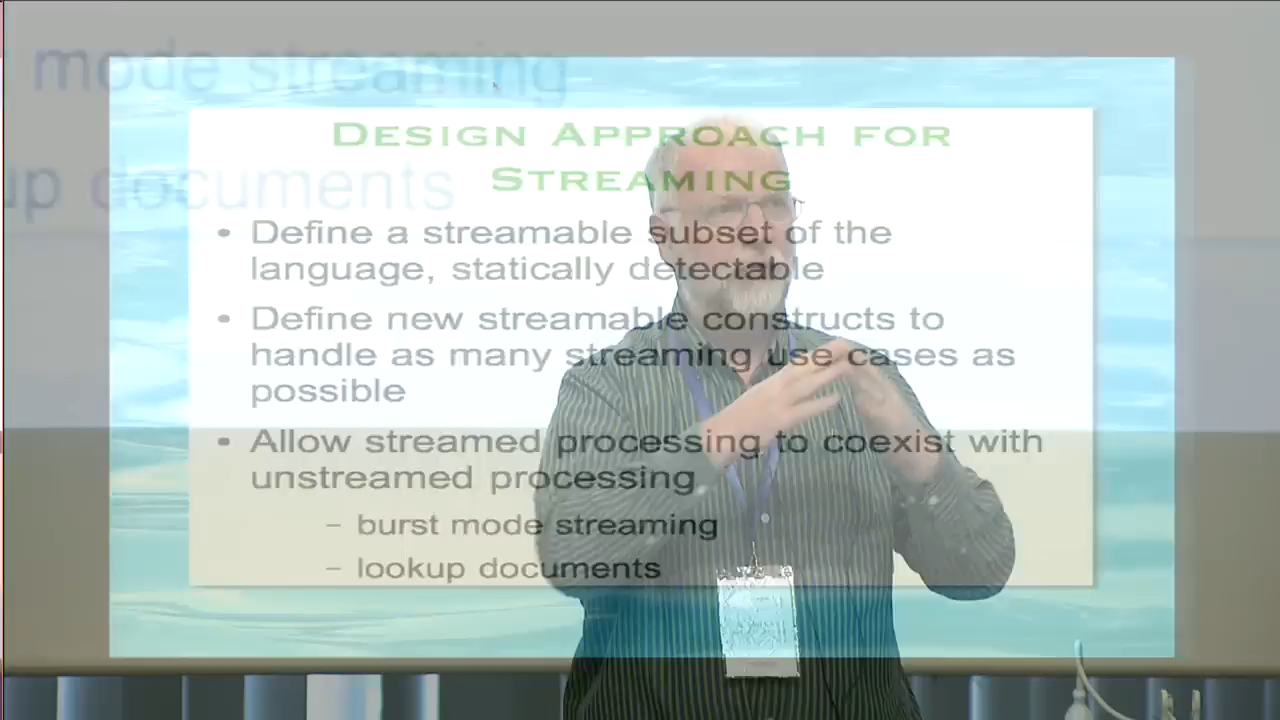 mode streaming
up documents
DESIGN APPROACH FOR
STREAMING
• Define a streamable subset of the
language, statically detectable
• Define new streamable constructs to
handle as many streaming use cases as
possible
• Allow streamed processing to coexist with
unstreamed processing
– burst mode streaming
– lookup documents